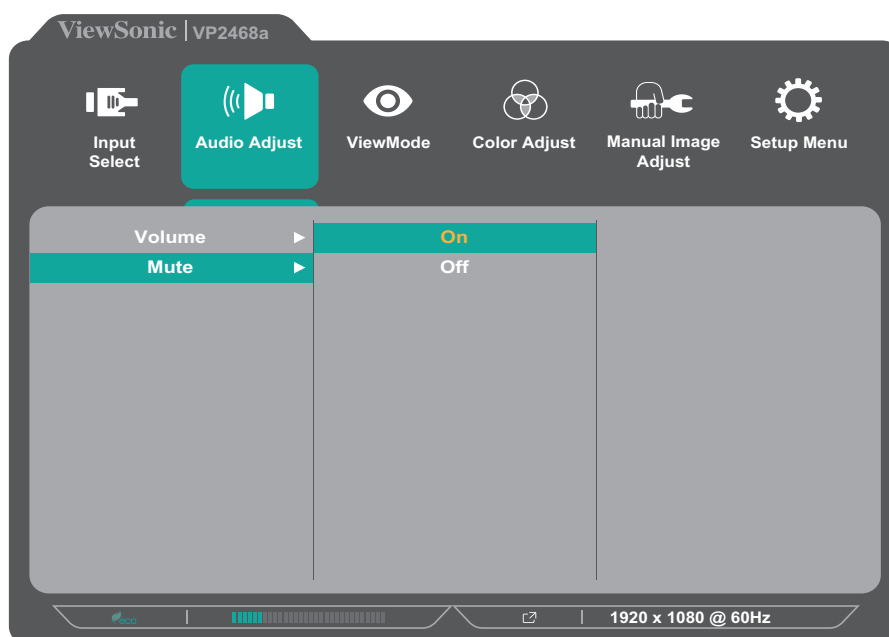 ViewSonic | VP2468a
Input Select
Audio Adjust
ViewMode
Color Adjust
Manual Image Adjust
Setup Menu
Volume
Mute
On
Off
eco
1920 x 1080 @ 60Hz